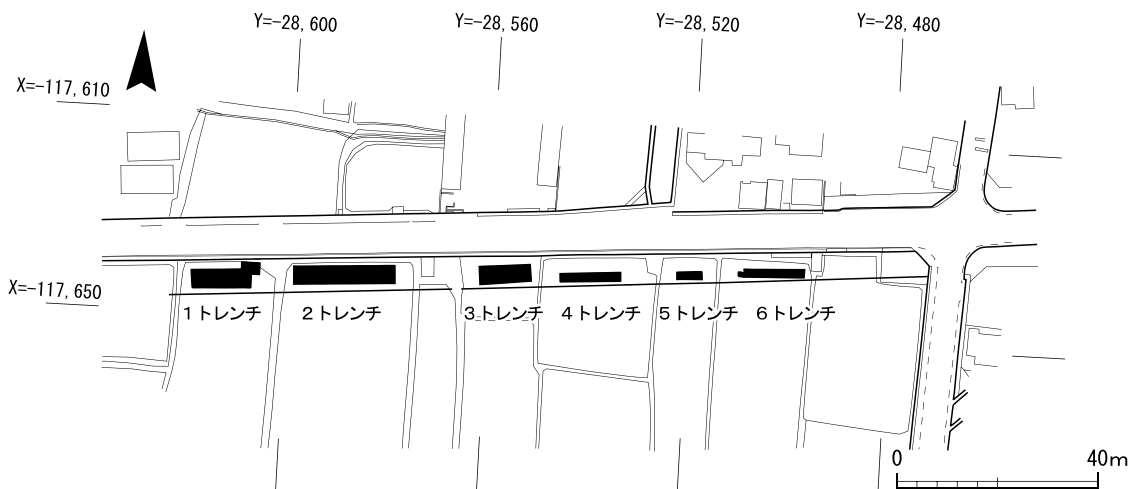 Y=-28,600
Y=-28,560
Y=-28,520
Y=-28,480
X=-117,610
X=-117,650
1トレンチ
2トレンチ
3トレンチ
4トレンチ
5トレンチ
6トレンチ
0
40m